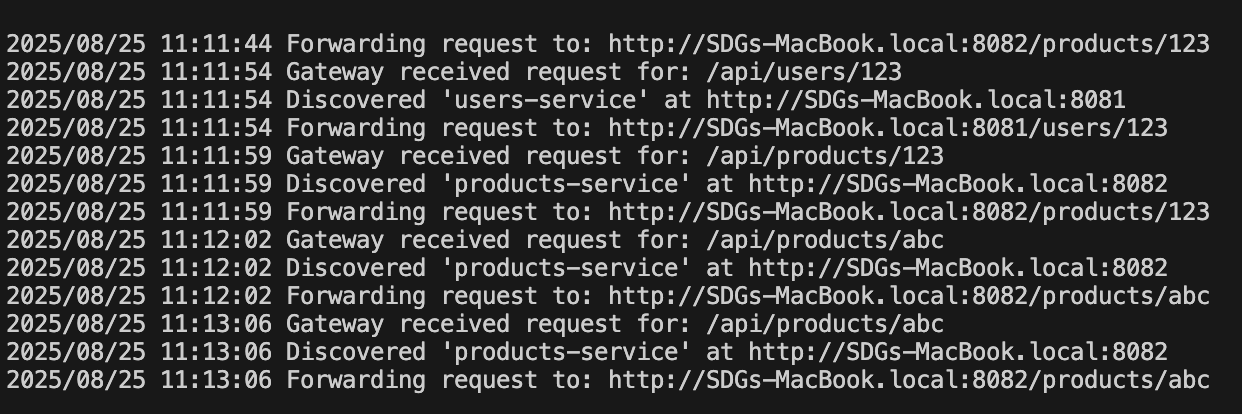 2025/08/25 11:11:44 Forwarding request to: http://SDGs-MacBook.local:8082/products/123
2025/08/25 11:11:54 Gateway received request for: /api/users/123
2025/08/25 11:11:54 Discovered 'users-service' at http://SDGs-MacBook.local:8081
2025/08/25 11:11:54 Forwarding request to: http://SDGs-MacBook.local:8081/users/123
2025/08/25 11:11:59 Gateway received request for: /api/products/123
2025/08/25 11:11:59 Discovered 'products-service' at http://SDGs-MacBook.local:8082
2025/08/25 11:11:59 Forwarding request to: http://SDGs-MacBook.local:8082/products/123
2025/08/25 11:12:02 Gateway received request for: /api/products/abc
2025/08/25 11:12:02 Discovered 'products-service' at http://SDGs-MacBook.local:8082
2025/08/25 11:12:02 Forwarding request to: http://SDGs-MacBook.local:8082/products/abc
2025/08/25 11:13:06 Gateway received request for: /api/products/abc
2025/08/25 11:13:06 Discovered 'products-service' at http://SDGs-MacBook.local:8082
2025/08/25 11:13:06 Forwarding request to: http://SDGs-MacBook.local:8082/products/abc